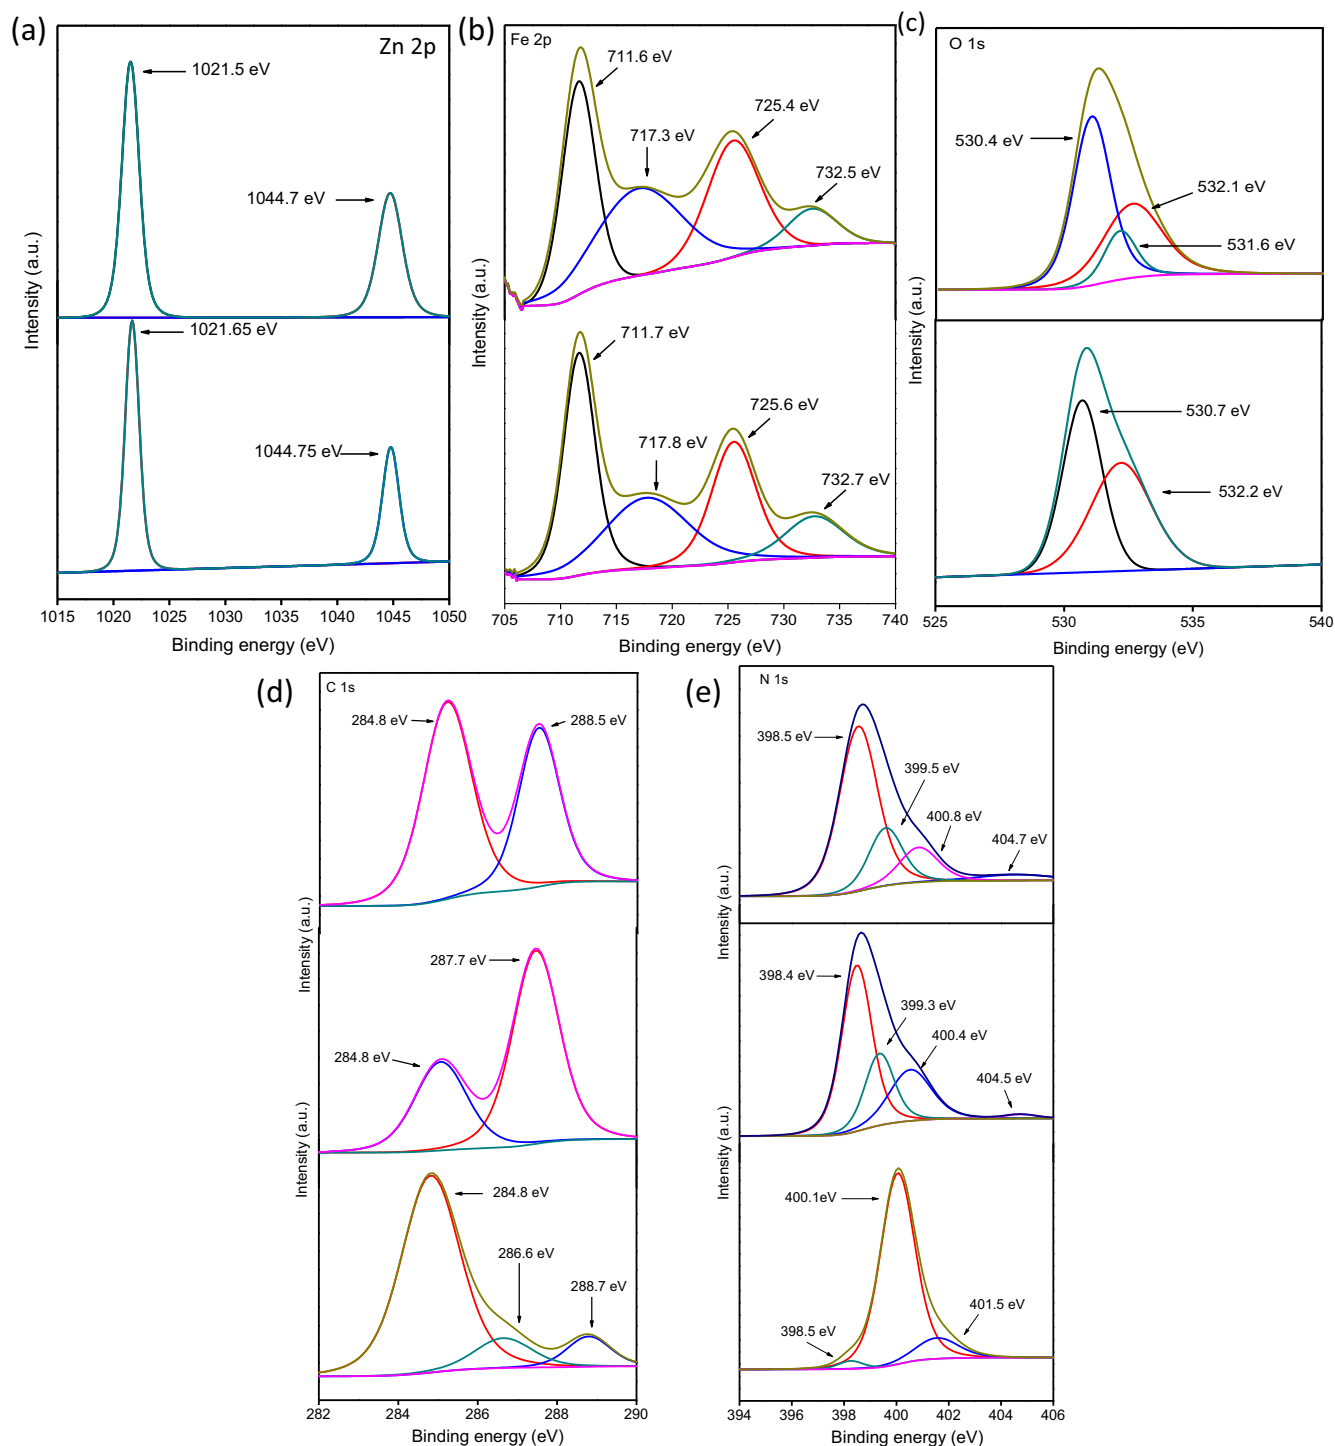 (a)
Zn 2p
1021.5 eV
1044.7 eV
1021.65 eV
1044.75 eV
Intensity (a.u.)
1015 1020 1025 1030 1035 1040 1045 1050
Binding energy (eV)
(b)
Fe 2p
711.6 eV
717.3 eV
725.4 eV
732.5 eV
711.7 eV
717.8 eV
725.6 eV
732.7 eV
Intensity (a.u.)
705 710 715 720 725 730 735 740
Binding energy (eV)
(c)
O 1s
530.4 eV
532.1 eV
531.6 eV
530.7 eV
532.2 eV
Intensity (a.u.)
525 530 535 540
Binding energy (eV)
(d)
C 1s
284.8 eV
288.5 eV
Intensity (a.u.)
287.7 eV
284.8 eV
Intensity (a.u.)
284.8 eV
286.6 eV
288.7 eV
282 284 286 288 290
Binding energy (eV)
(e)
N 1s
398.5 eV
399.5 eV
400.8 eV
404.7 eV
Intensity (a.u.)
398.4 eV
399.3 eV
400.4 eV
404.5 eV
Intensity (a.u.)
400.1eV
401.5 eV
398.5 eV
394 396 398 400 402 404 406
Binding energy (eV)